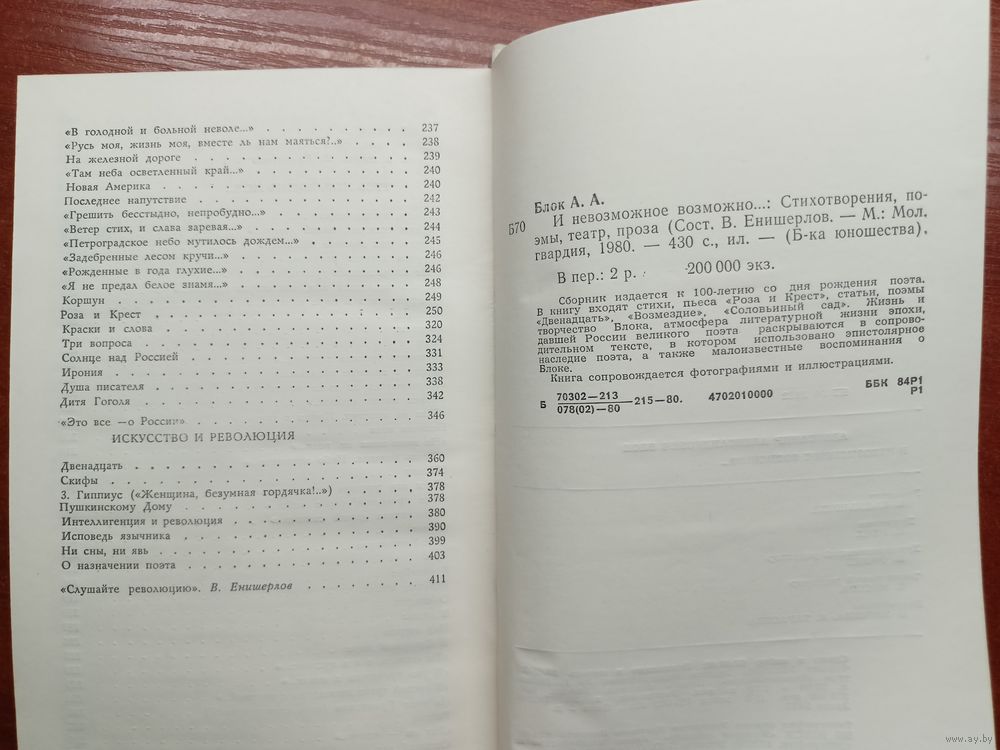 «В голодной и больной неволе...» . . . . . . . . . . 237
«Русь моя, жизнь моя, вместе ль нам маяться?..» . . . . 238
На железной дороге . . . . . . . . . . . . . 239
«Там неба осветленный край...» . . . . . . . . . . 240
Новая Америка . . . . . . . . . . . . . . . 240
Последнее напутствие . . . . . . . . . . . . . 242
«Грешить бесстыдно, непробудно...» . . . . . . . . . 243
«Ветер стих, и слава заревая...» . . . . . . . . . . 244
«Петроградское небо мутилось дождем...» . . . . . . . 245
«Задебренные лесом кручи...» . . . . . . . . . . . 246
«Рожденные в года глухие...» . . . . . . . . . . . 246
«Я не предал белое знамя...» . . . . . . . . . . . 248
Коршун . . . . . . . . . . . . . . . . . 249
Роза и Крест . . . . . . . . . . . . . . . 250
Краски и слова . . . . . . . . . . . . . . 320
Три вопроса . . . . . . . . . . . . . . . 324
Солнце над Россией . . . . . . . . . . . . . 331
Ирония . . . . . . . . . . . . . . . . . 333
Душа писателя . . . . . . . . . . . . . . . 338
Дитя Гоголя . . . . . . . . . . . . . . . 342
«Это все —о России» . . . . . . . . . . . . . 346
ИСКУССТВО И РЕВОЛЮЦИЯ
Двенадцать . . . . . . . . . . . . . . . . 360
Скифы . . . . . . . . . . . . . . . . . 374
З. Гиппиус («Женщина, безумная гордячка!..») . . . . . 378
Пушкинскому Дому . . . . . . . . . . . . . 378
Интеллигенция и революция . . . . . . . . . . . 380
Исповедь язычника . . . . . . . . . . . . . 390
Ни сны, ни явь . . . . . . . . . . . . . . 399
О назначении поэта . . . . . . . . . . . . . 403
«Слушайте революцию». В. Енишерлов . . . . . . . . 411
Блок А. А.
Б70 И невозможное возможно...: Стихотворения, по-
эмы, театр, проза (Сост. В. Енишерлов. — М.: Мол.
гвардия, 1980. — 430 с., ил. — (Б-ка юношества).
В пер.: 2 р. 200 000 экз.
Сборник издается к 100-летию со дня рождения поэта.
В книгу входят стихи, пьеса «Роза и Крест», статьи, поэмы
«Двенадцать», «Возмездие», «Соловьиный сад». Жизнь и
творчество Блока, атмосфера литературной жизни эпохи,
давшей России великого поэта раскрываются в сопрово-
дительном тексте, в котором использовано эпистолярное
наследие поэта, а также малоизвестные воспоминания о
Блоке.
Книга сопровождается фотографиями и иллюстрациями.
Б 70302—213
078(02)—80
—215—80. 4702010000
ББК 84Р1
Р1
www.ay.by